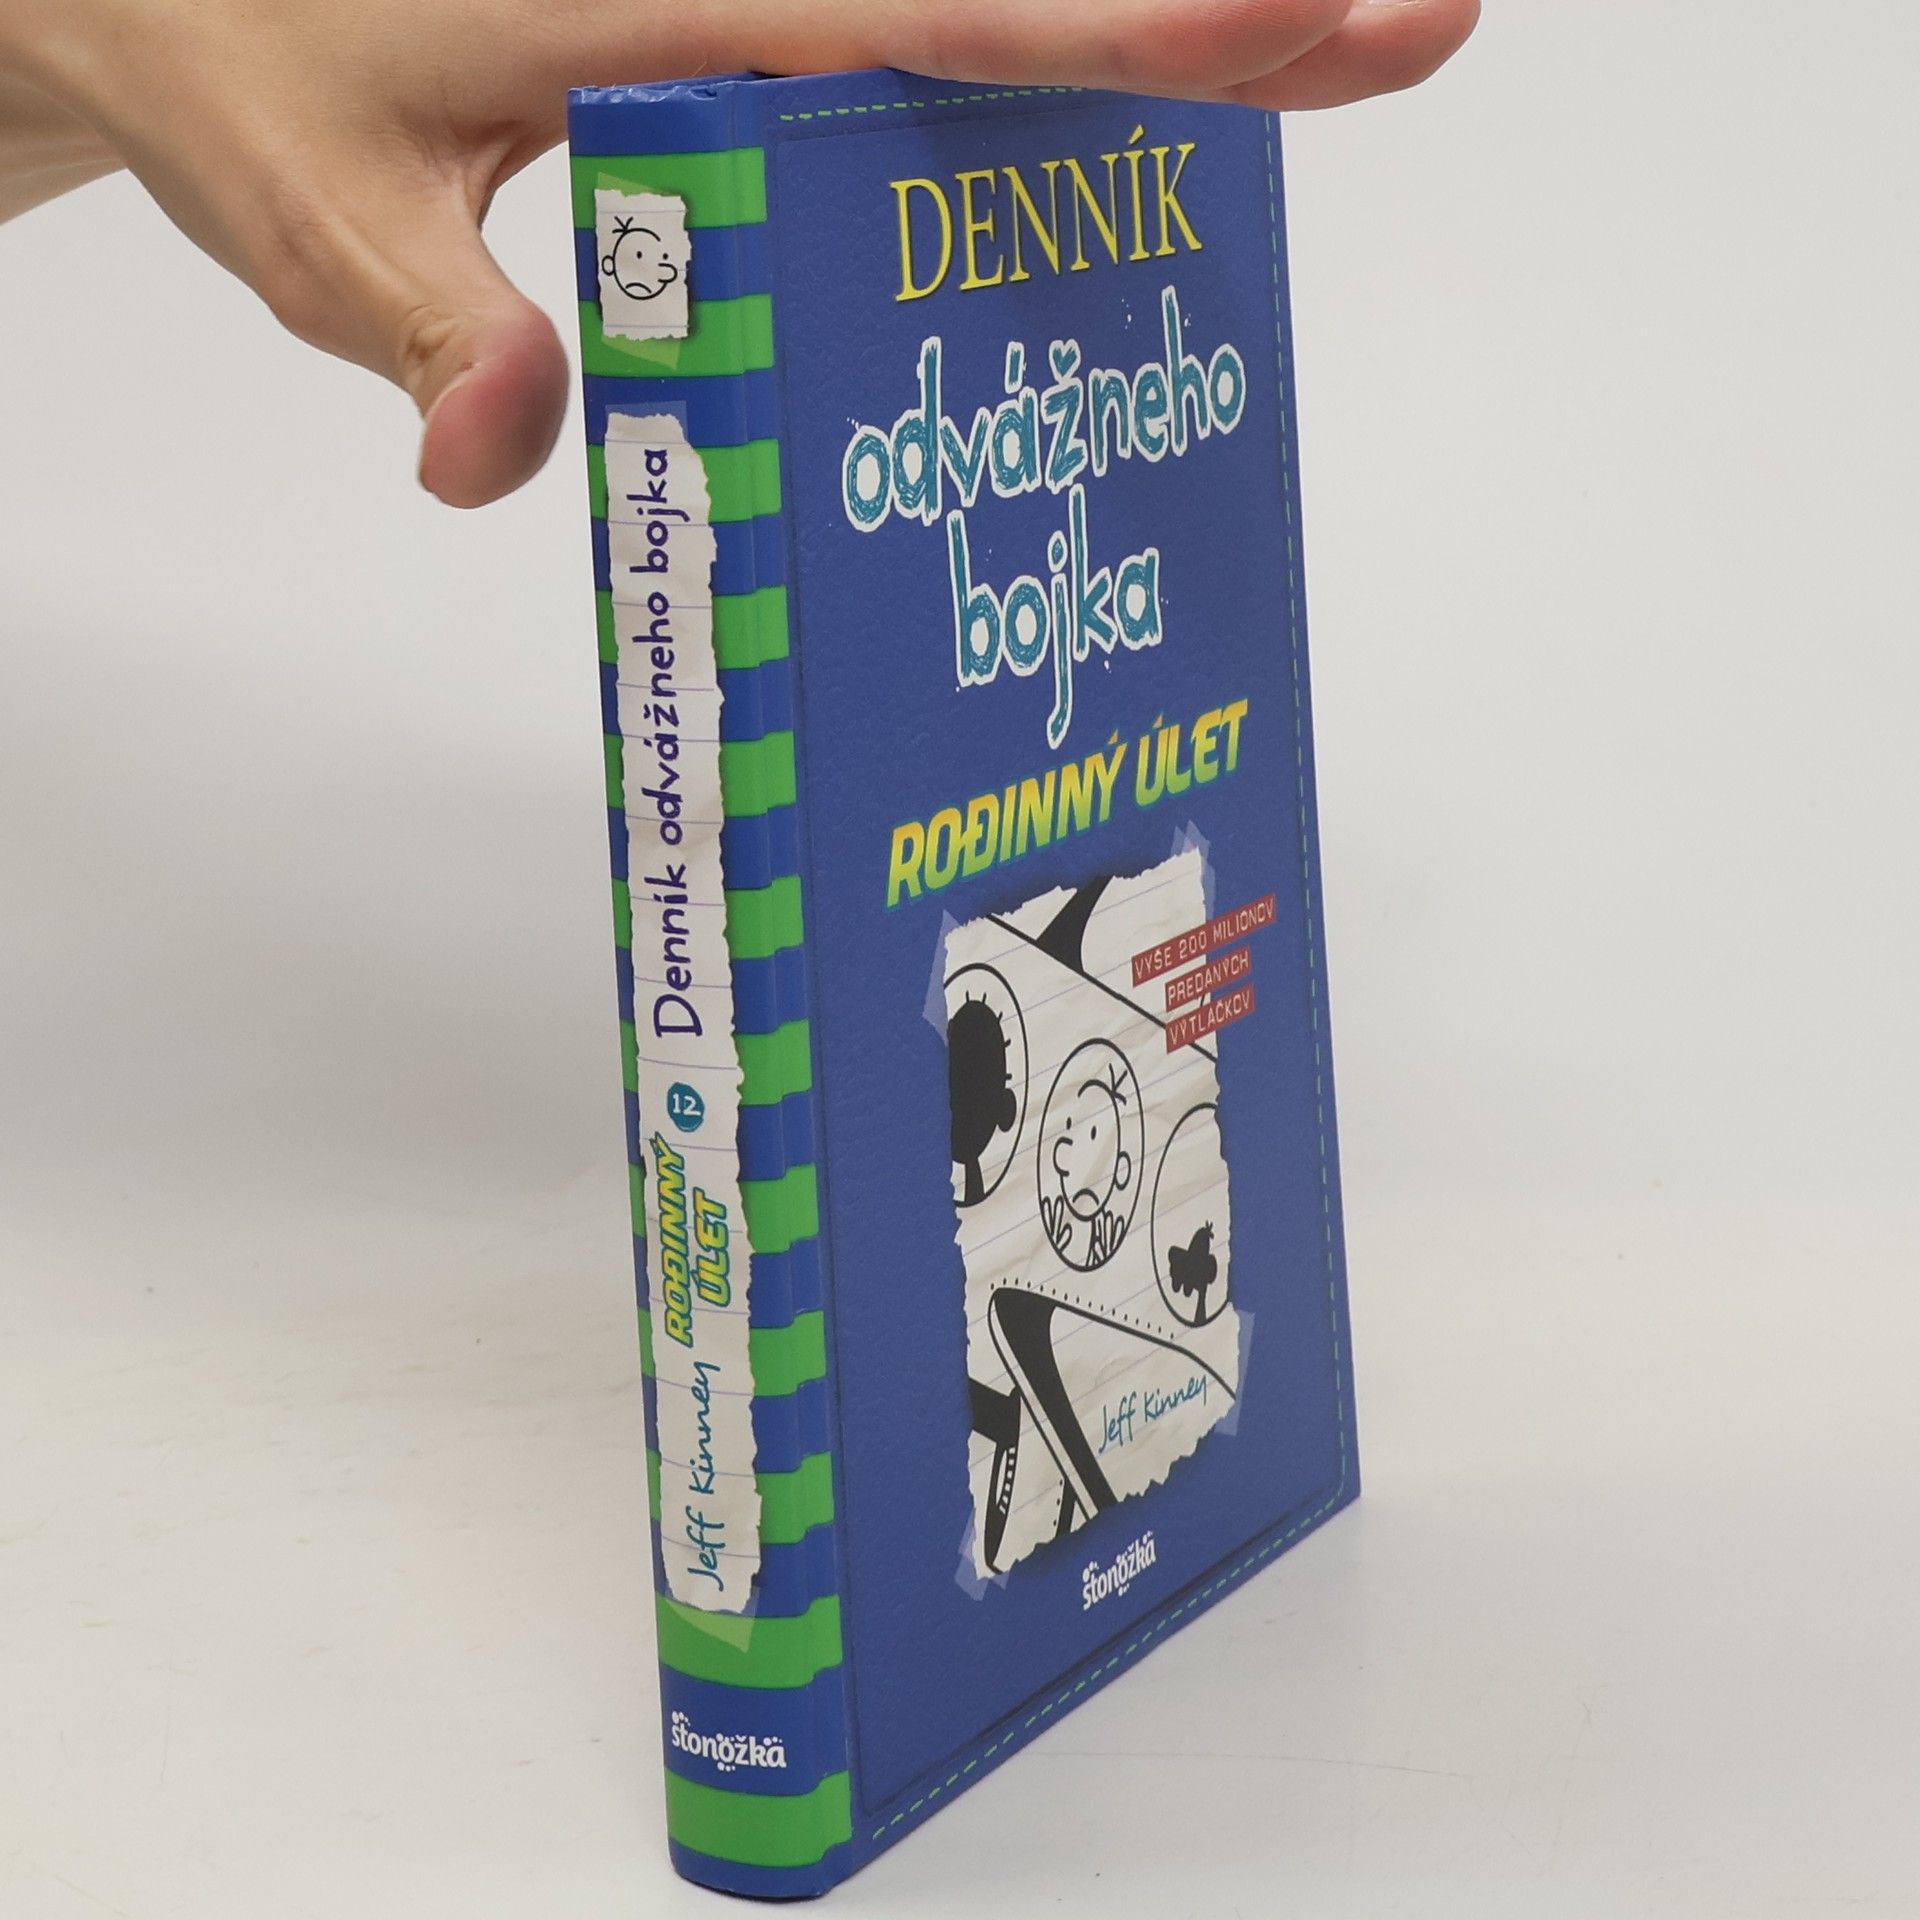 Denník odvážneho bojka
12
RODINNÝ
ÚLET
Jeff Kinney
stonožka
DENNÍK
odvážneho
bojka
RODINNÝ ÚLET
VYŠE 200 MILIÓNOV
PREDANÝCH
VÝTLAČKOV
Jeff Kinney
stonožka